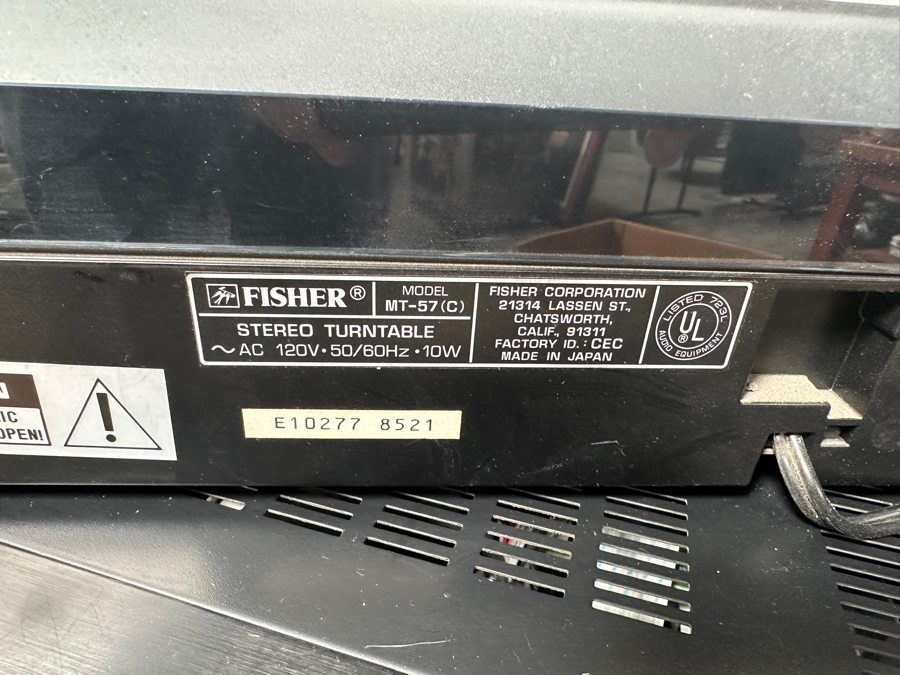 FISHER®
MODEL
MT-57(C)
STEREO TURNTABLE
~AC 120V·50/60Hz·10W
FISHER CORPORATION
21314 LASSEN ST.,
CHATSWORTH,
CALIF., 91311
FACTORY ID.: CEC
MADE IN JAPAN
LISTED 723L
UL®
AUDIO EQUIPMENT
OPEN!
!
E10277 8521